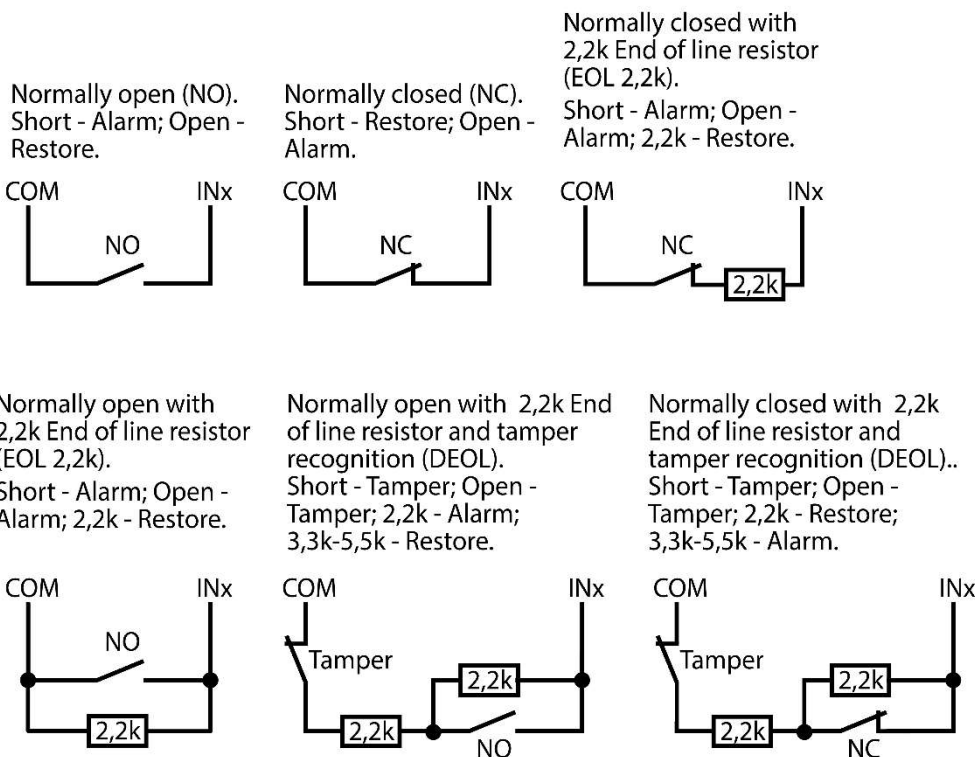 Normally open (NO).
Short - Alarm; Open -
Restore.
COM INx
NO
Normally closed (NC).
Short - Restore; Open -
Alarm.
COM INx
NC
Normally closed with
2,2k End of line resistor
(EOL 2,2k).
Short - Alarm; Open -
Alarm; 2,2k - Restore.
COM INx
NC
2,2k
Normally open with
2,2k End of line resistor
(EOL 2,2k).
Short - Alarm; Open -
Alarm; 2,2k - Restore.
COM INx
NO
2,2k
Normally open with 2,2k End
of line resistor and tamper
recognition (DEOL).
Short - Tamper; Open -
Tamper; 2,2k - Alarm;
3,3k-5,5k - Restore.
COM INx
Tamper
2,2k
2,2k
NO
Normally closed with 2,2k
End of line resistor and
tamper recognition (DEOL)..
Short - Tamper; Open -
Tamper; 2,2k - Restore;
3,3k-5,5k - Alarm.
COM INx
Tamper
2,2k
2,2k
NC